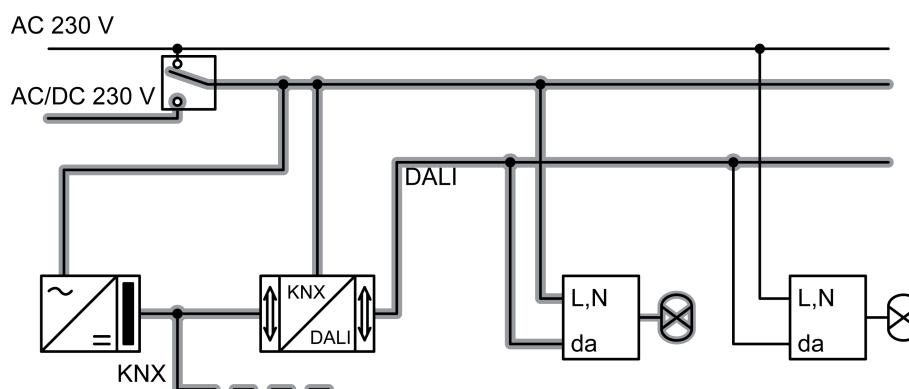 AC 230 V
AC/DC 230 V
DALI
KNX
DALI
L,N
da
L,N
da
KNX